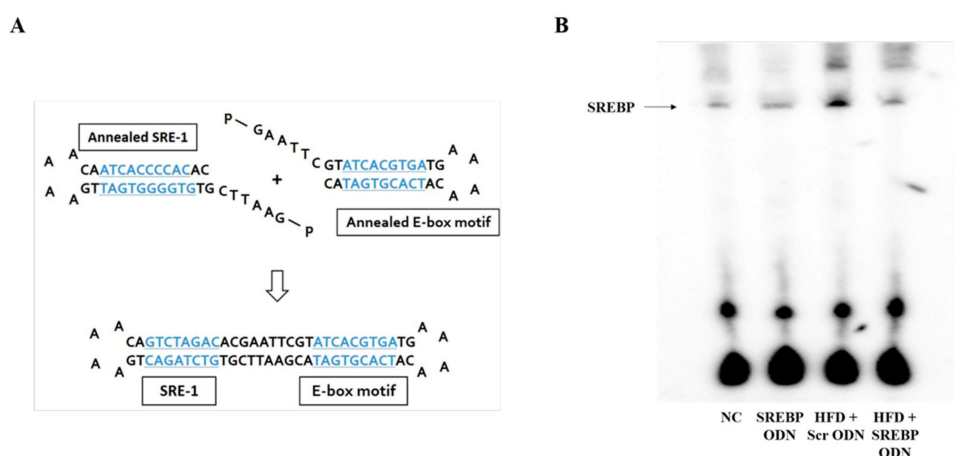 A
B
Annealed SRE-1
P-GAATTC
A A
CAATCACCCCACAC
GTTAGTGGGGTGTGCTTAAG-P
A A
+
GTATCACGTGATG
CATAGTGCACTAC
A A
A A
Annealed E-box motif
A A
CAGTCTAGACACGAATTCGTATCACGTGATG
GTCAGATCTGTGCTTAAGCATAGTGCACTAC
A A
A A
A A
SRE-1
E-box motif
SREBP
NC
SREBP
ODN
HFD +
Scr ODN
HFD +
SREBP
ODN